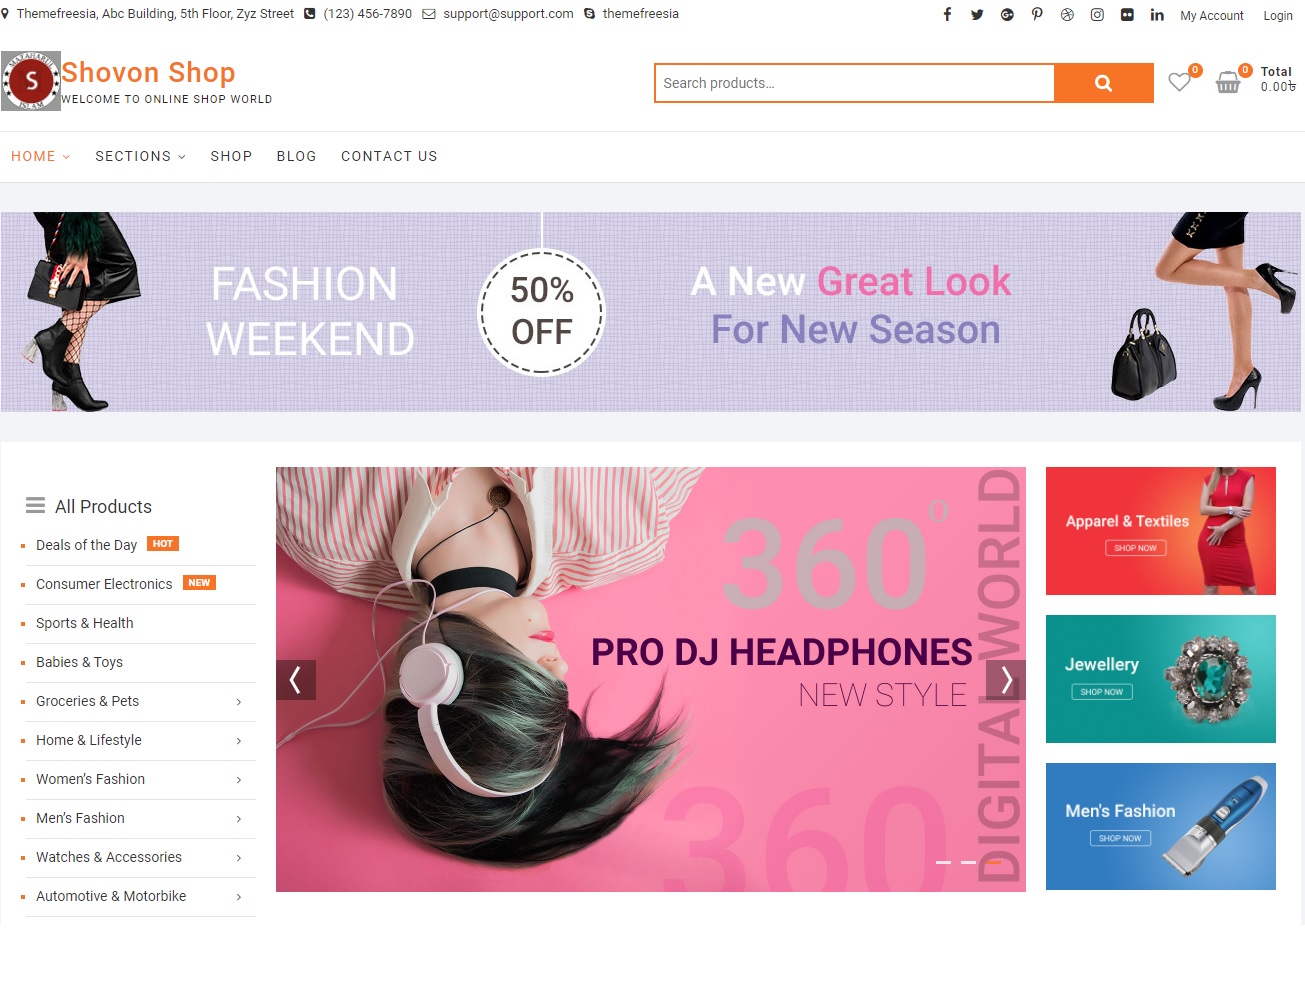 Themefreesia, Abc Building, 5th Floor, Zyz Street (123) 456-7890 support@support.com themefreesia My Account Login
MAZAHARUL
S
ISLAM
Shovon Shop
WELCOME TO ONLINE SHOP WORLD
Search products…
0
0
Total
0.00৳
HOME SECTIONS SHOP BLOG CONTACT US
FASHION
WEEKEND
50%
OFF
A New Great Look
For New Season
All Products
Deals of the Day HOT
Consumer Electronics NEW
Sports & Health
Babies & Toys
Groceries & Pets
Home & Lifestyle
Women’s Fashion
Men’s Fashion
Watches & Accessories
Automotive & Motorbike
360°
PRO DJ HEADPHONES
NEW STYLE
360
DIGITAL WORLD
Apparel & Textiles
SHOP NOW
Jewellery
SHOP NOW
Men's Fashion
SHOP NOW